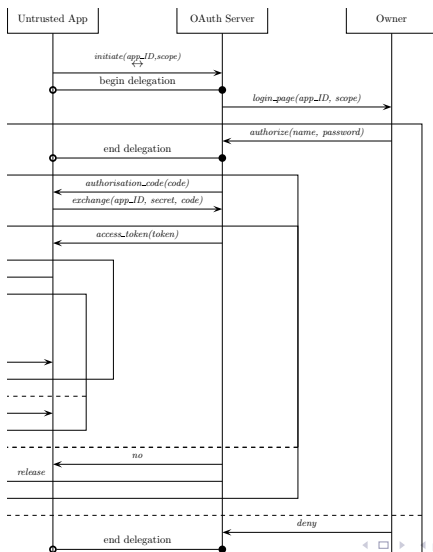 Untrusted App
OAuth Server
Owner
initiate(app_ID,scope)
↔
begin delegation
login_page(app_ID, scope)
authorize(name, password)
end delegation
authorisation_code(code)
exchange(app_ID, secret, code)
access_token(token)
no
release
deny
end delegation